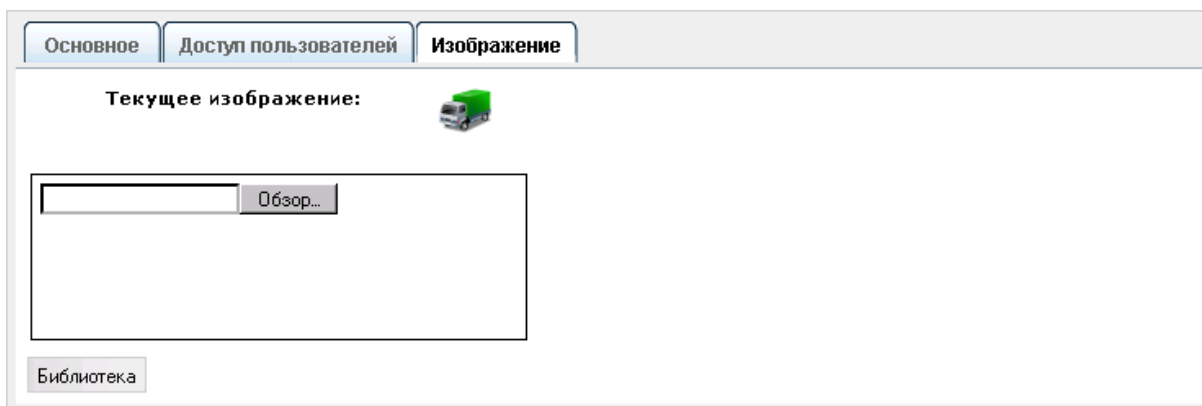 Основное Доступ пользователей Изображение
Текущее изображение:
Обзор...
Библиотека